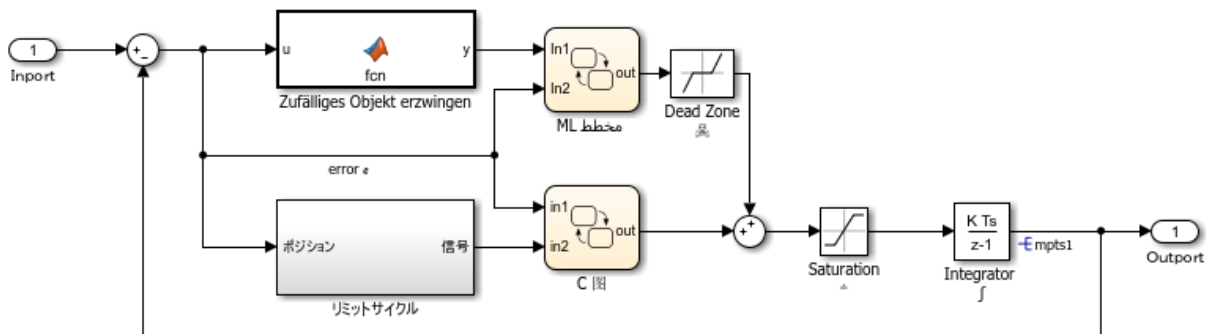 1
Inport
+
-
u
fcn
y
Zufälliges Objekt erzwingen
In1
In2
out
مخطط ML
Dead Zone
error e
ポジション
信号
リミットサイクル
in1
in2
out
C 图
+
+
Saturation
K Ts
z-1
Integrator
∫
mpts1
1
Outport